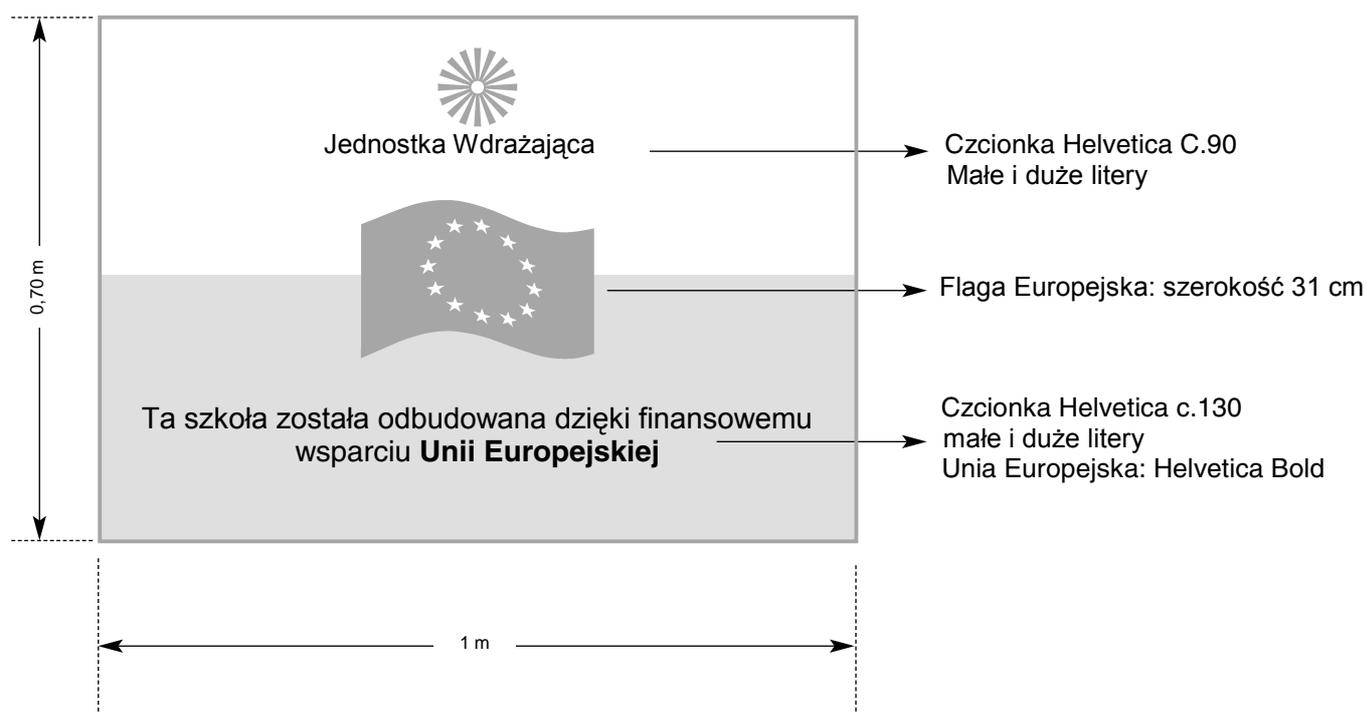 Jednostka Wdrażająca
Czcionka Helvetica C.90
Małe i duże litery
0,70 m
Flaga Europejska: szerokość 31 cm
Ta szkoła została odbudowana dzięki finansowemu
wsparciu Unii Europejskiej
Czcionka Helvetica c.130
małe i duże litery
Unia Europejska: Helvetica Bold
1 m